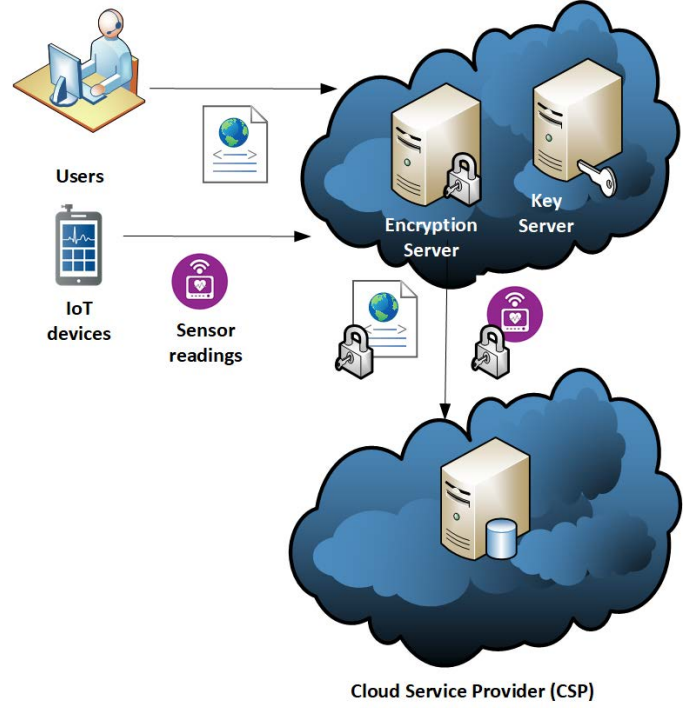 Users
Encryption
Server
Key
Server
IoT
devices
Sensor
readings
Cloud Service Provider (CSP)